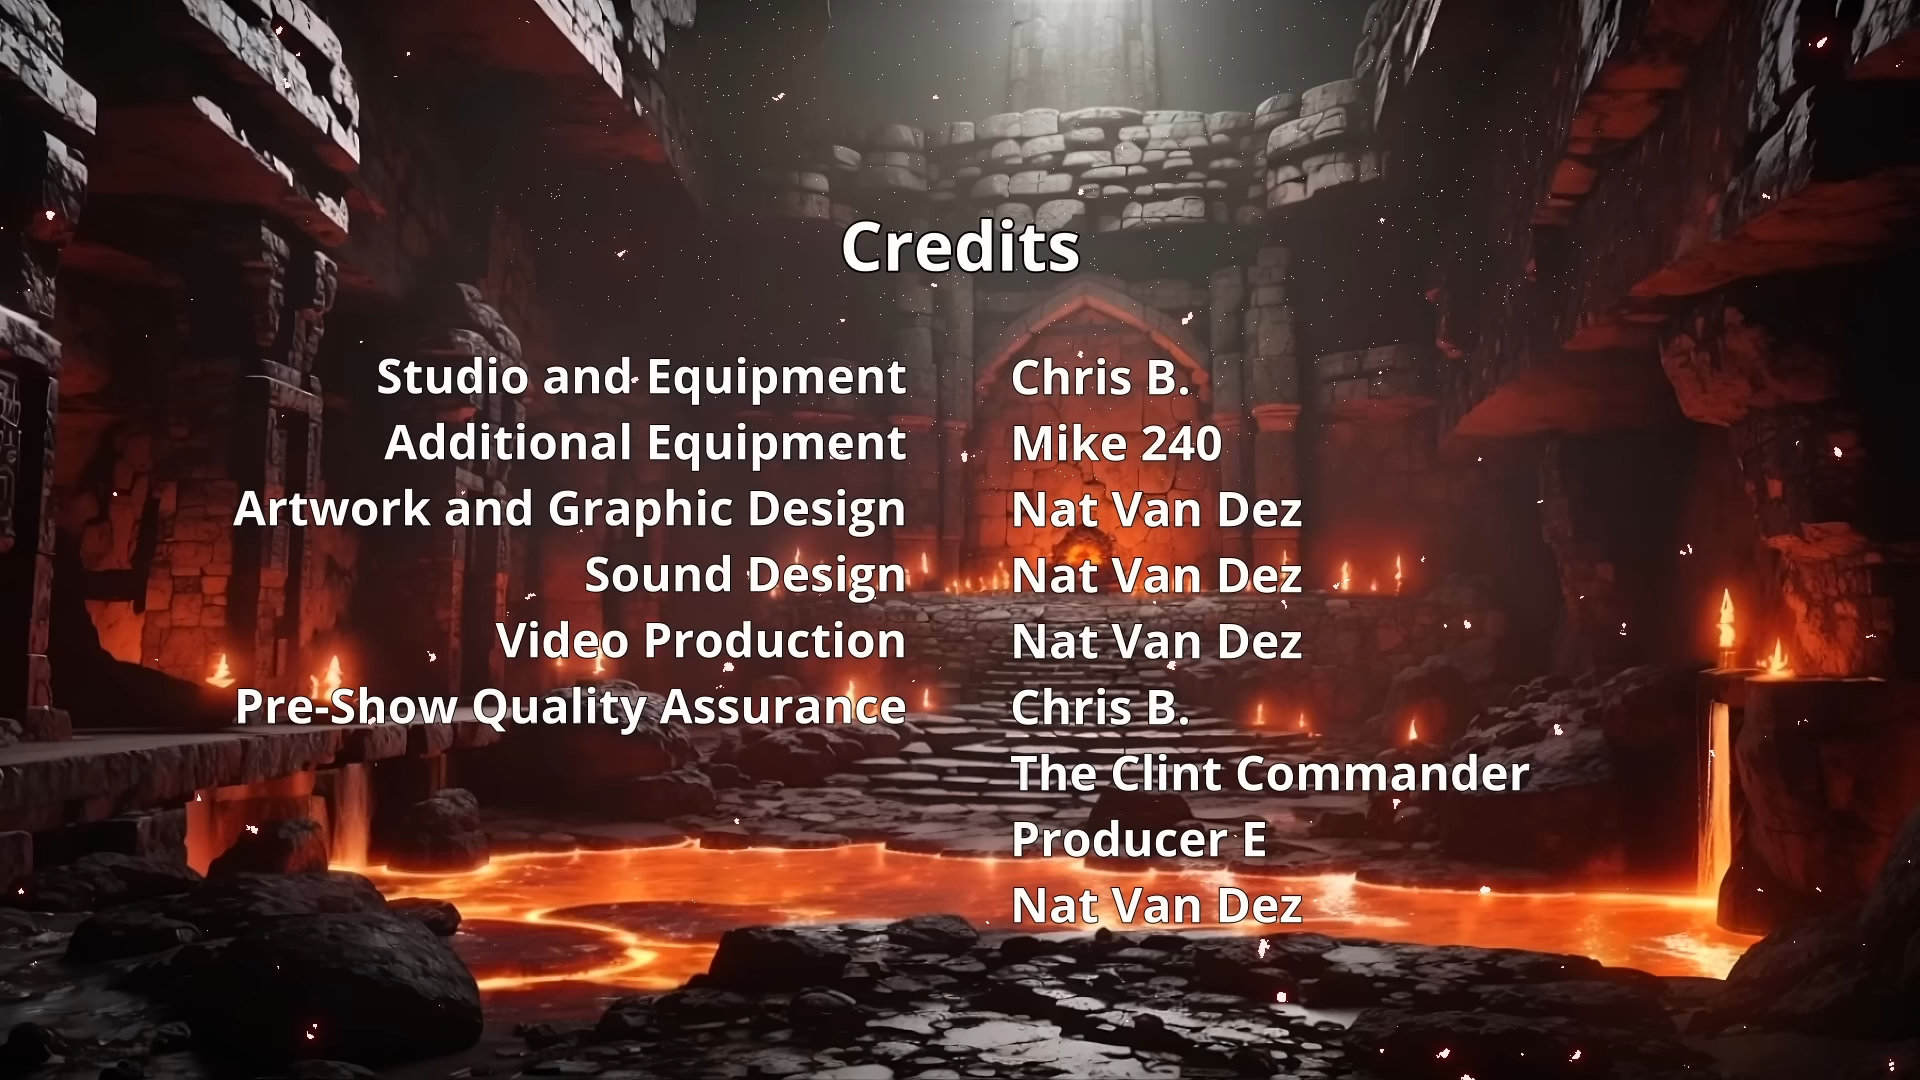 Credits
Studio and Equipment Chris B.
Additional Equipment Mike 240
Artwork and Graphic Design Nat Van Dez
Sound Design Nat Van Dez
Video Production Nat Van Dez
Pre-Show Quality Assurance Chris B.
The Clint Commander
Producer E
Nat Van Dez